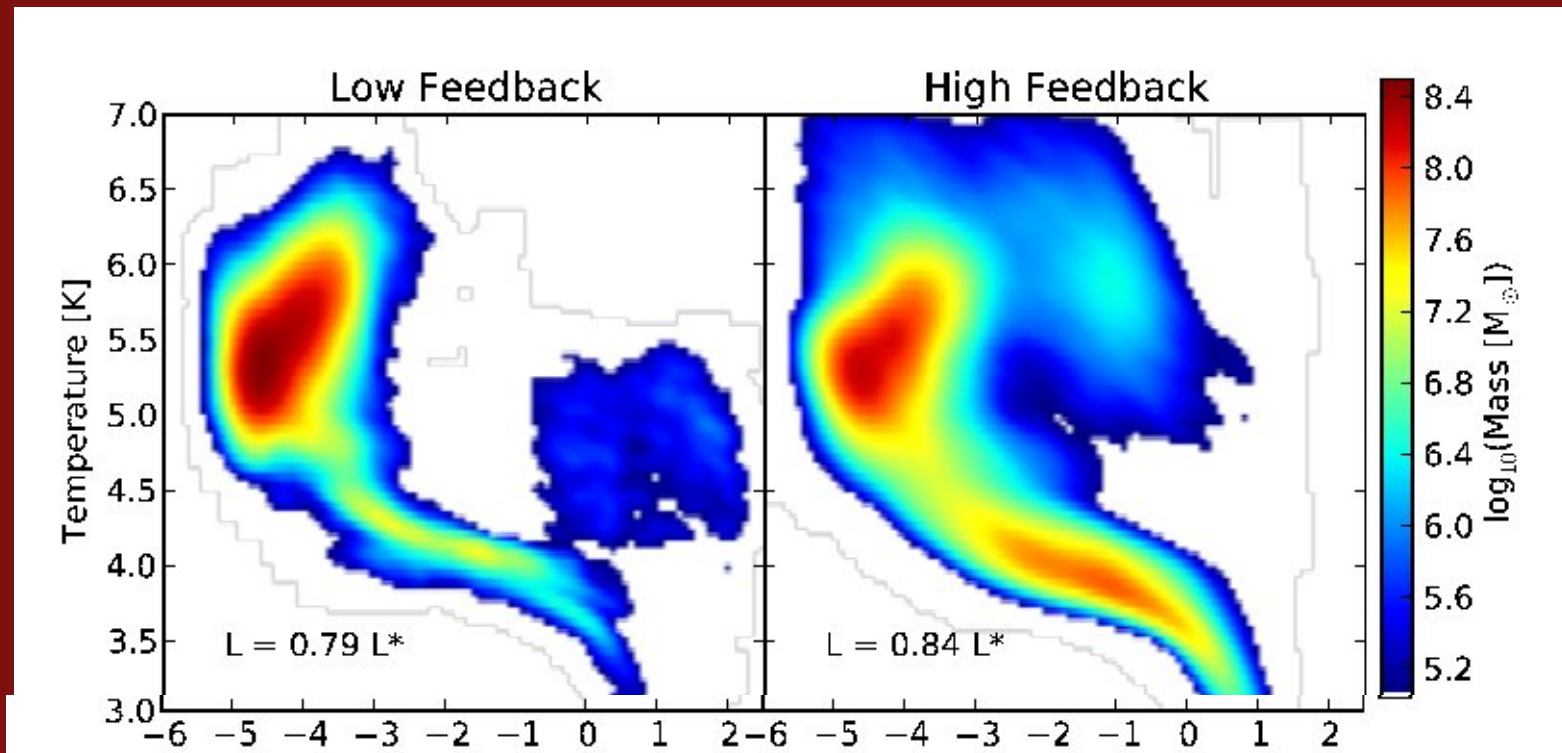 Low Feedback
High Feedback
7.0
6.5
6.0
5.5
5.0
4.5
4.0
3.5
3.0
Temperature [K]
L = 0.79 L*
L = 0.84 L*
−6 −5 −4 −3 −2 −1 0 1 2 −6 −5 −4 −3 −2 −1 0 1 2
8.4
8.0
7.6
7.2
6.8
6.4
6.0
5.6
5.2
log₁₀(Mass [M☉])